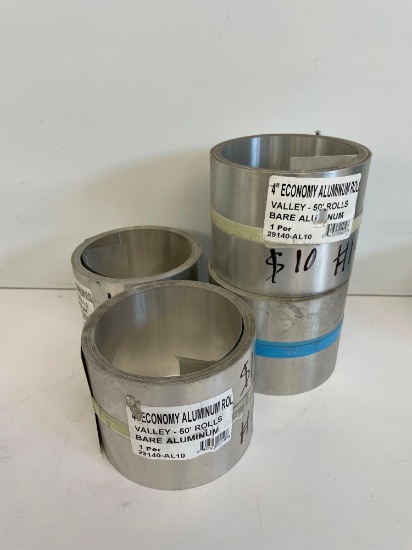 4" ECONOMY ALUMINUM ROL
VALLEY - 50' ROLLS
BARE ALUMINUM
1 Per
29140-AL10
$10
4" ECONOMY ALUMINUM ROL
VALLEY - 50' ROLLS
BARE ALUMINUM
1 Per
29140-AL10